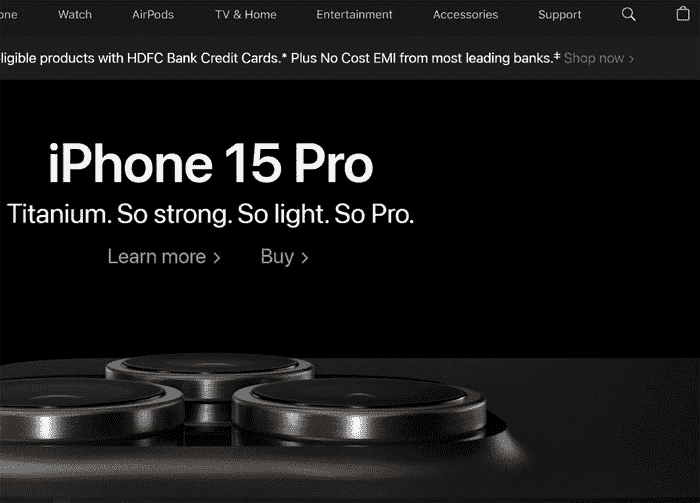 one Watch AirPods TV & Home Entertainment Accessories Support
ligible products with HDFC Bank Credit Cards.* Plus No Cost EMI from most leading banks.‡ Shop now >
iPhone 15 Pro
Titanium. So strong. So light. So Pro.
Learn more > Buy >